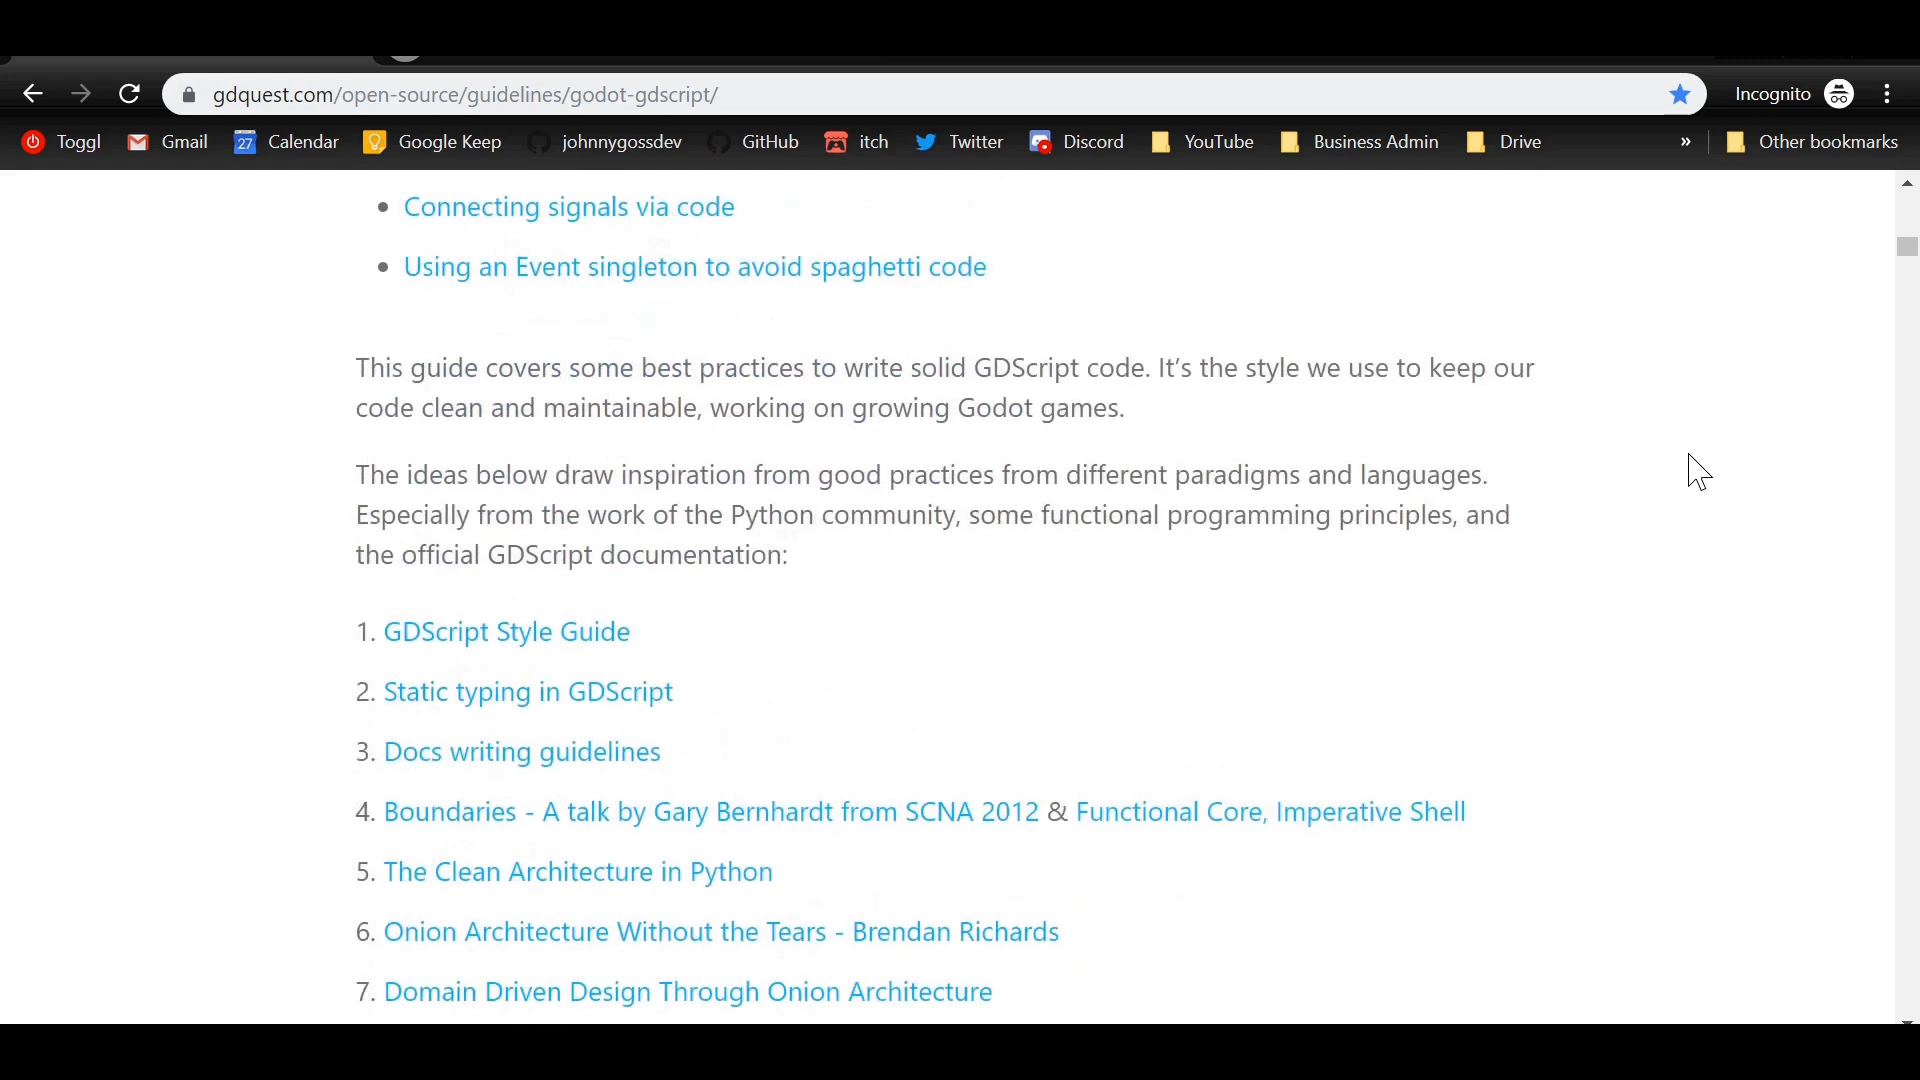 gdquest.com/open-source/guidelines/godot-gdscript/
Incognito
Toggl
27
Gmail
Calendar
Google Keep
johnnygossdev
GitHub
itch
Twitter
Discord
YouTube
Business Admin
Drive
»
Other bookmarks
• Connecting signals via code
• Using an Event singleton to avoid spaghetti code
This guide covers some best practices to write solid GDScript code. It’s the style we use to keep our
code clean and maintainable, working on growing Godot games.
The ideas below draw inspiration from good practices from different paradigms and languages.
Especially from the work of the Python community, some functional programming principles, and
the official GDScript documentation:
1. GDScript Style Guide
2. Static typing in GDScript
3. Docs writing guidelines
4. Boundaries - A talk by Gary Bernhardt from SCNA 2012 & Functional Core, Imperative Shell
5. The Clean Architecture in Python
6. Onion Architecture Without the Tears - Brendan Richards
7. Domain Driven Design Through Onion Architecture